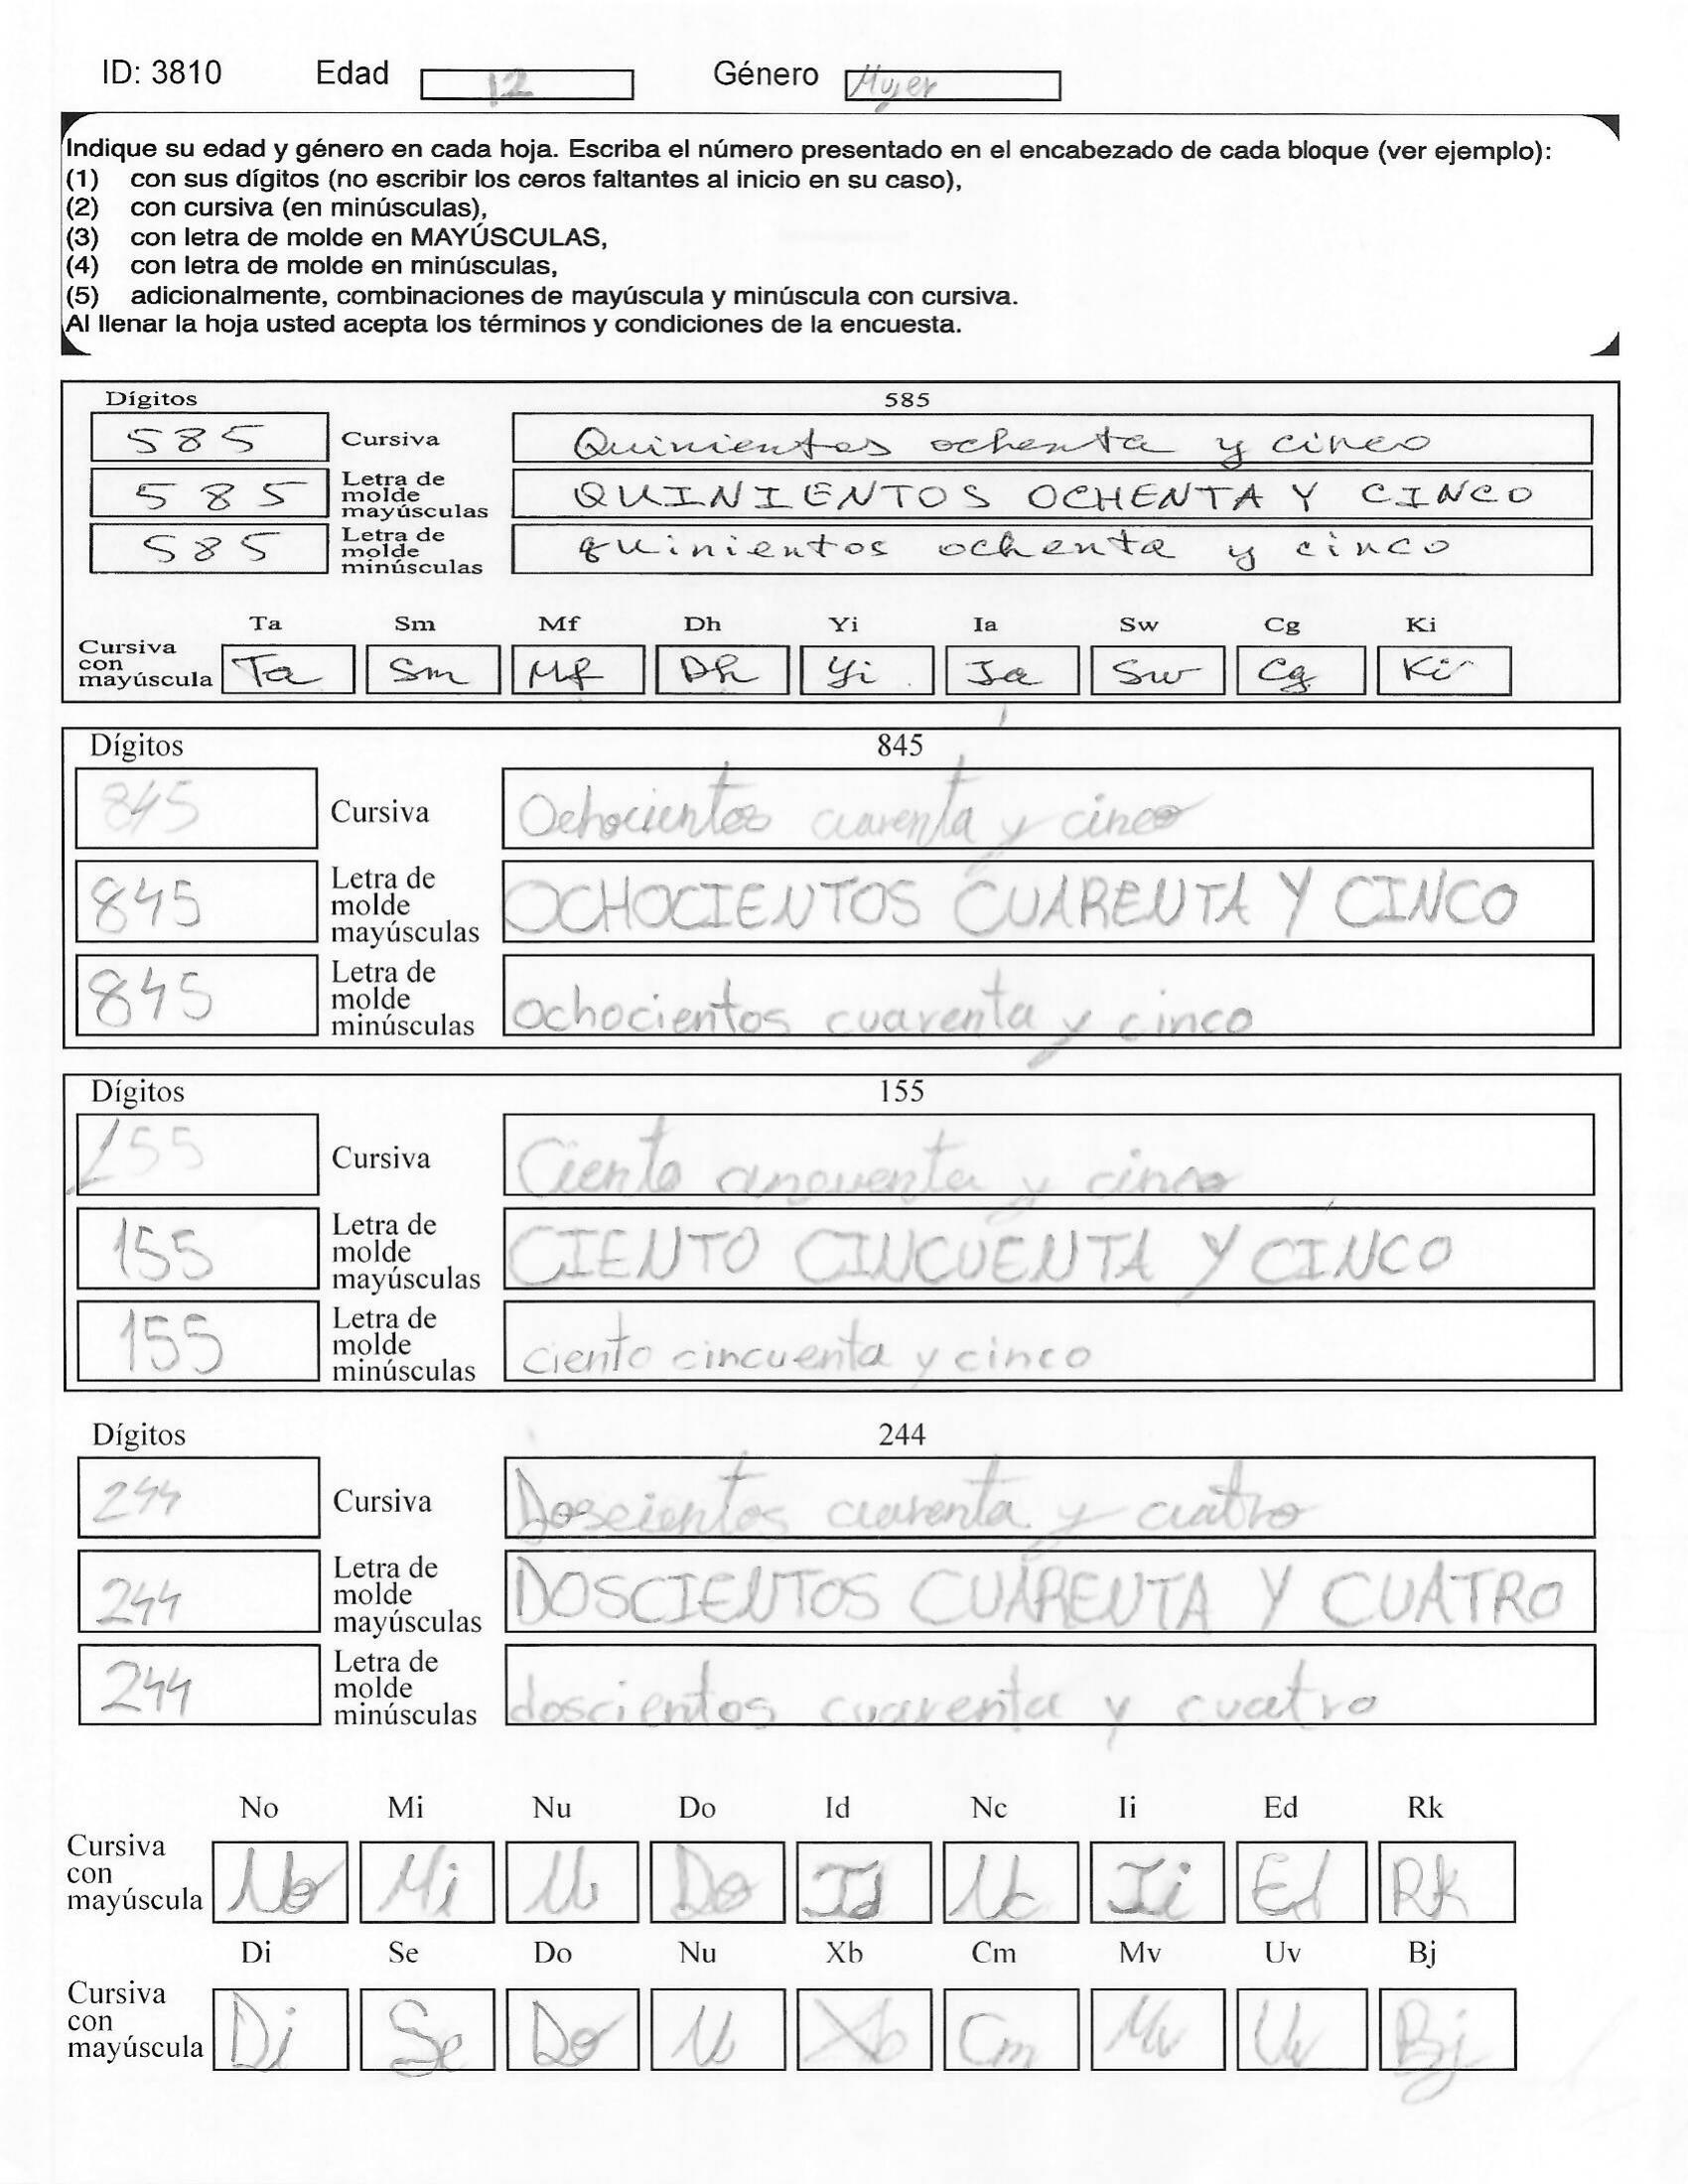 ID: 3810 Edad 12 Género Mujer
Indique su edad y género en cada hoja. Escriba el número presentado en el encabezado de cada bloque (ver ejemplo):
(1) con sus dígitos (no escribir los ceros faltantes al inicio en su caso),
(2) con cursiva (en minúsculas),
(3) con letra de molde en MAYÚSCULAS,
(4) con letra de molde en minúsculas,
(5) adicionalmente, combinaciones de mayúscula y minúscula con cursiva.
Al llenar la hoja usted acepta los términos y condiciones de la encuesta.
Dígitos 585
585 Cursiva Quinientos ochenta y cinco
585 Letra de molde mayúsculas QUINIENTOS OCHENTA Y CINCO
585 Letra de molde minúsculas quinientos ochenta y cinco
Ta Sm Mf Dh Yi Ia Sw Cg Ki
Cursiva con mayúscula Ta Sm Mf Dh Yi Ia Sw Cg Ki
Dígitos 845
845 Cursiva Ochocientos cuarenta y cinco
845 Letra de molde mayúsculas OCHOCIENTOS CUARENTA Y CINCO
845 Letra de molde minúsculas ochocientos cuarenta y cinco
Dígitos 155
155 Cursiva Ciento y cinco
155 Letra de molde mayúsculas CIENTO CINCUENTA Y CINCO
155 Letra de molde minúsculas ciento cincuenta y cinco
Dígitos 244
244 Cursiva Doscientos cuarenta y cuatro
244 Letra de molde mayúsculas DOSCIENTOS CUARENTA Y CUATRO
244 Letra de molde minúsculas doscientos cuarenta y cuatro
No Mi Nu Do Id Nc Ii Ed Rk
Cursiva con mayúscula No Mi Nu Do Id Nc Ii Ed Rk
Di Se Do Nu Xb Cm Mv Uv Bj
Cursiva con mayúscula Di Se Do Nu Xb Cm Mv Uv Bj